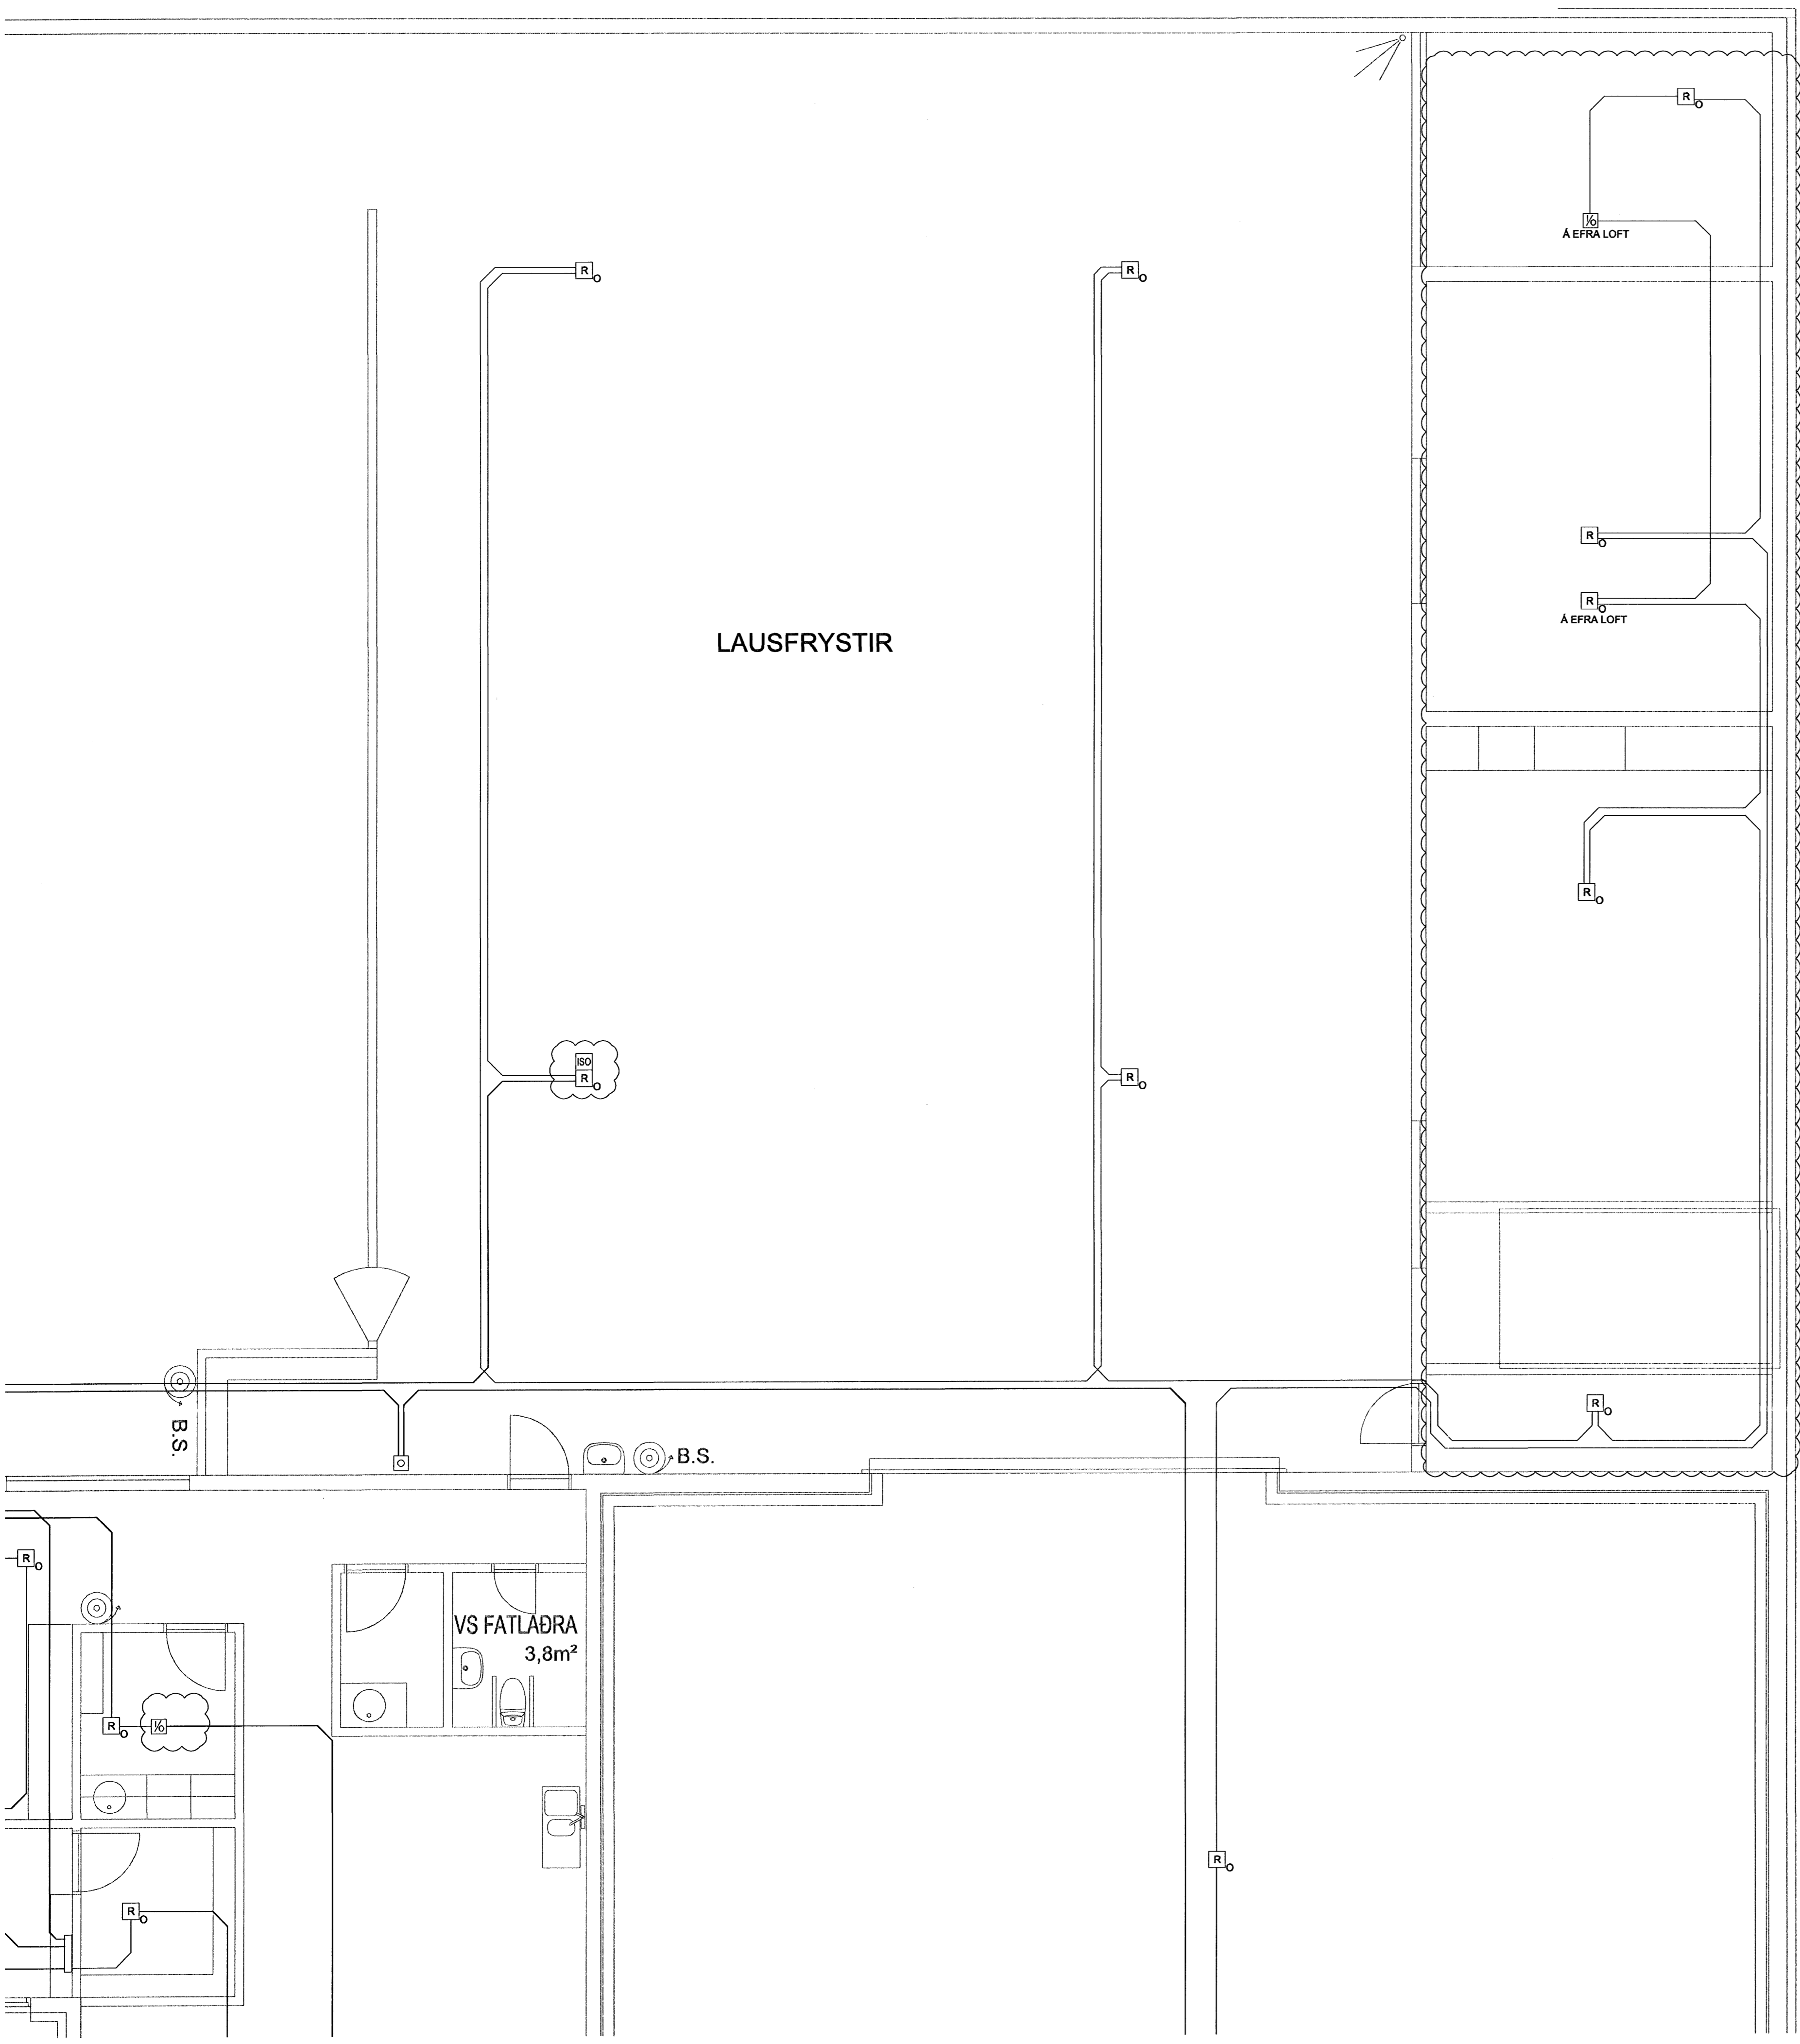 R
I/O
Á EFRA LOFT
R
R
R
R
Á EFRA LOFT
LAUSFRYSTIR
R
ISO
R
R
R
B.S.
B.S.
R
VS FATLAÐRA
3,8m²
R
I/O
R
R